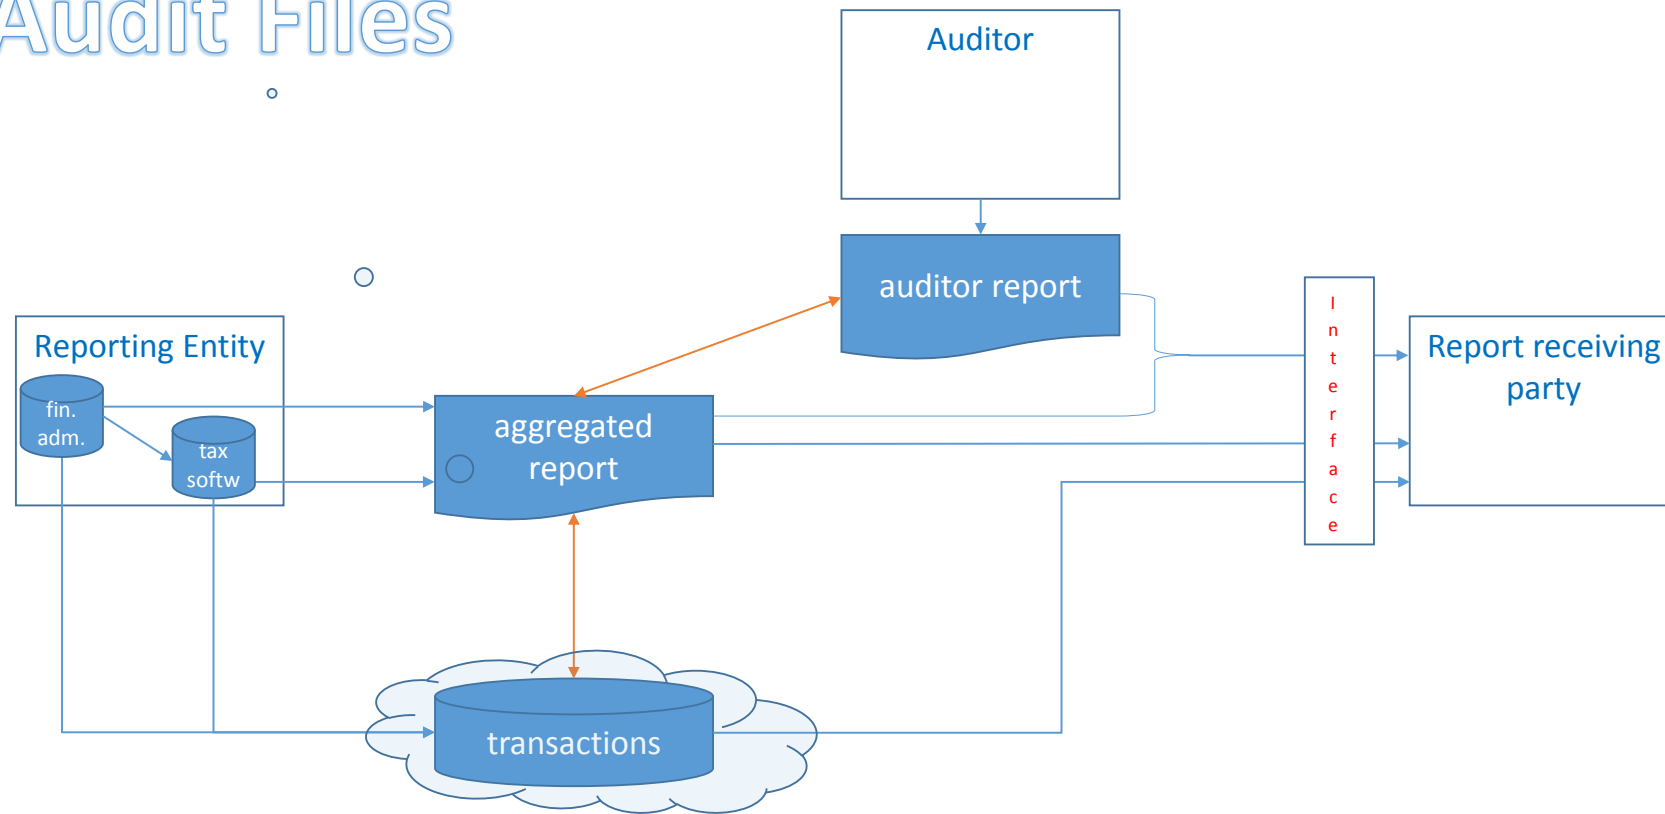 Audit Files
Auditor
auditor report
Reporting Entity
fin.
adm.
tax
softw
aggregated
report
transactions
I
n
t
e
r
f
a
c
e
Report receiving
party